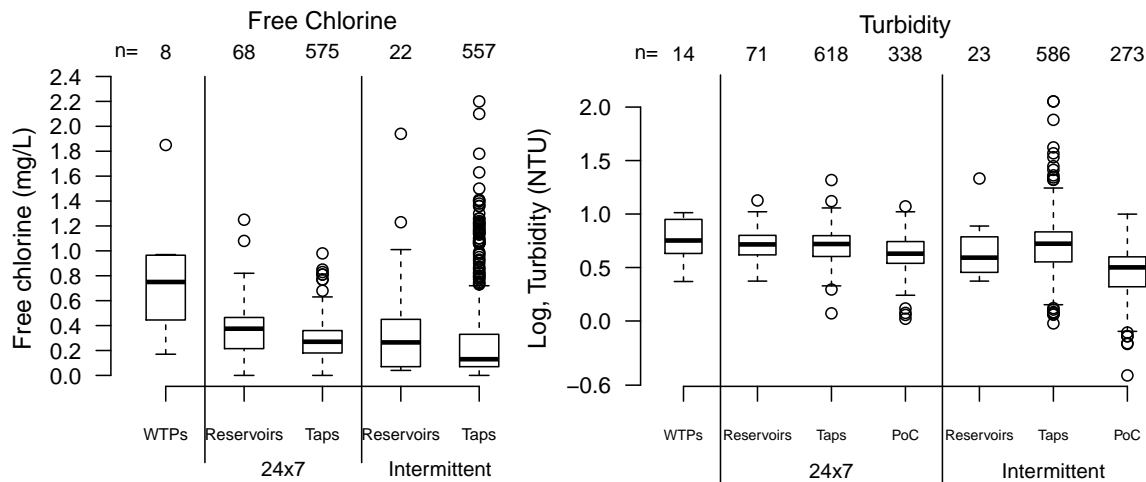 Free Chlorine
n= 8 68 575 22 557
Free chlorine (mg/L)
2.4
2.2
2.0
1.8
1.6
1.4
1.2
1.0
0.8
0.6
0.4
0.2
0.0
WTPs Reservoirs Taps Reservoirs Taps
24x7 Intermittent
Turbidity
n= 14 71 618 338 23 586 273
Log, Turbidity (NTU)
2.0
1.5
1.0
0.5
0.0
−0.6
WTPs Reservoirs Taps PoC Reservoirs Taps PoC
24x7 Intermittent